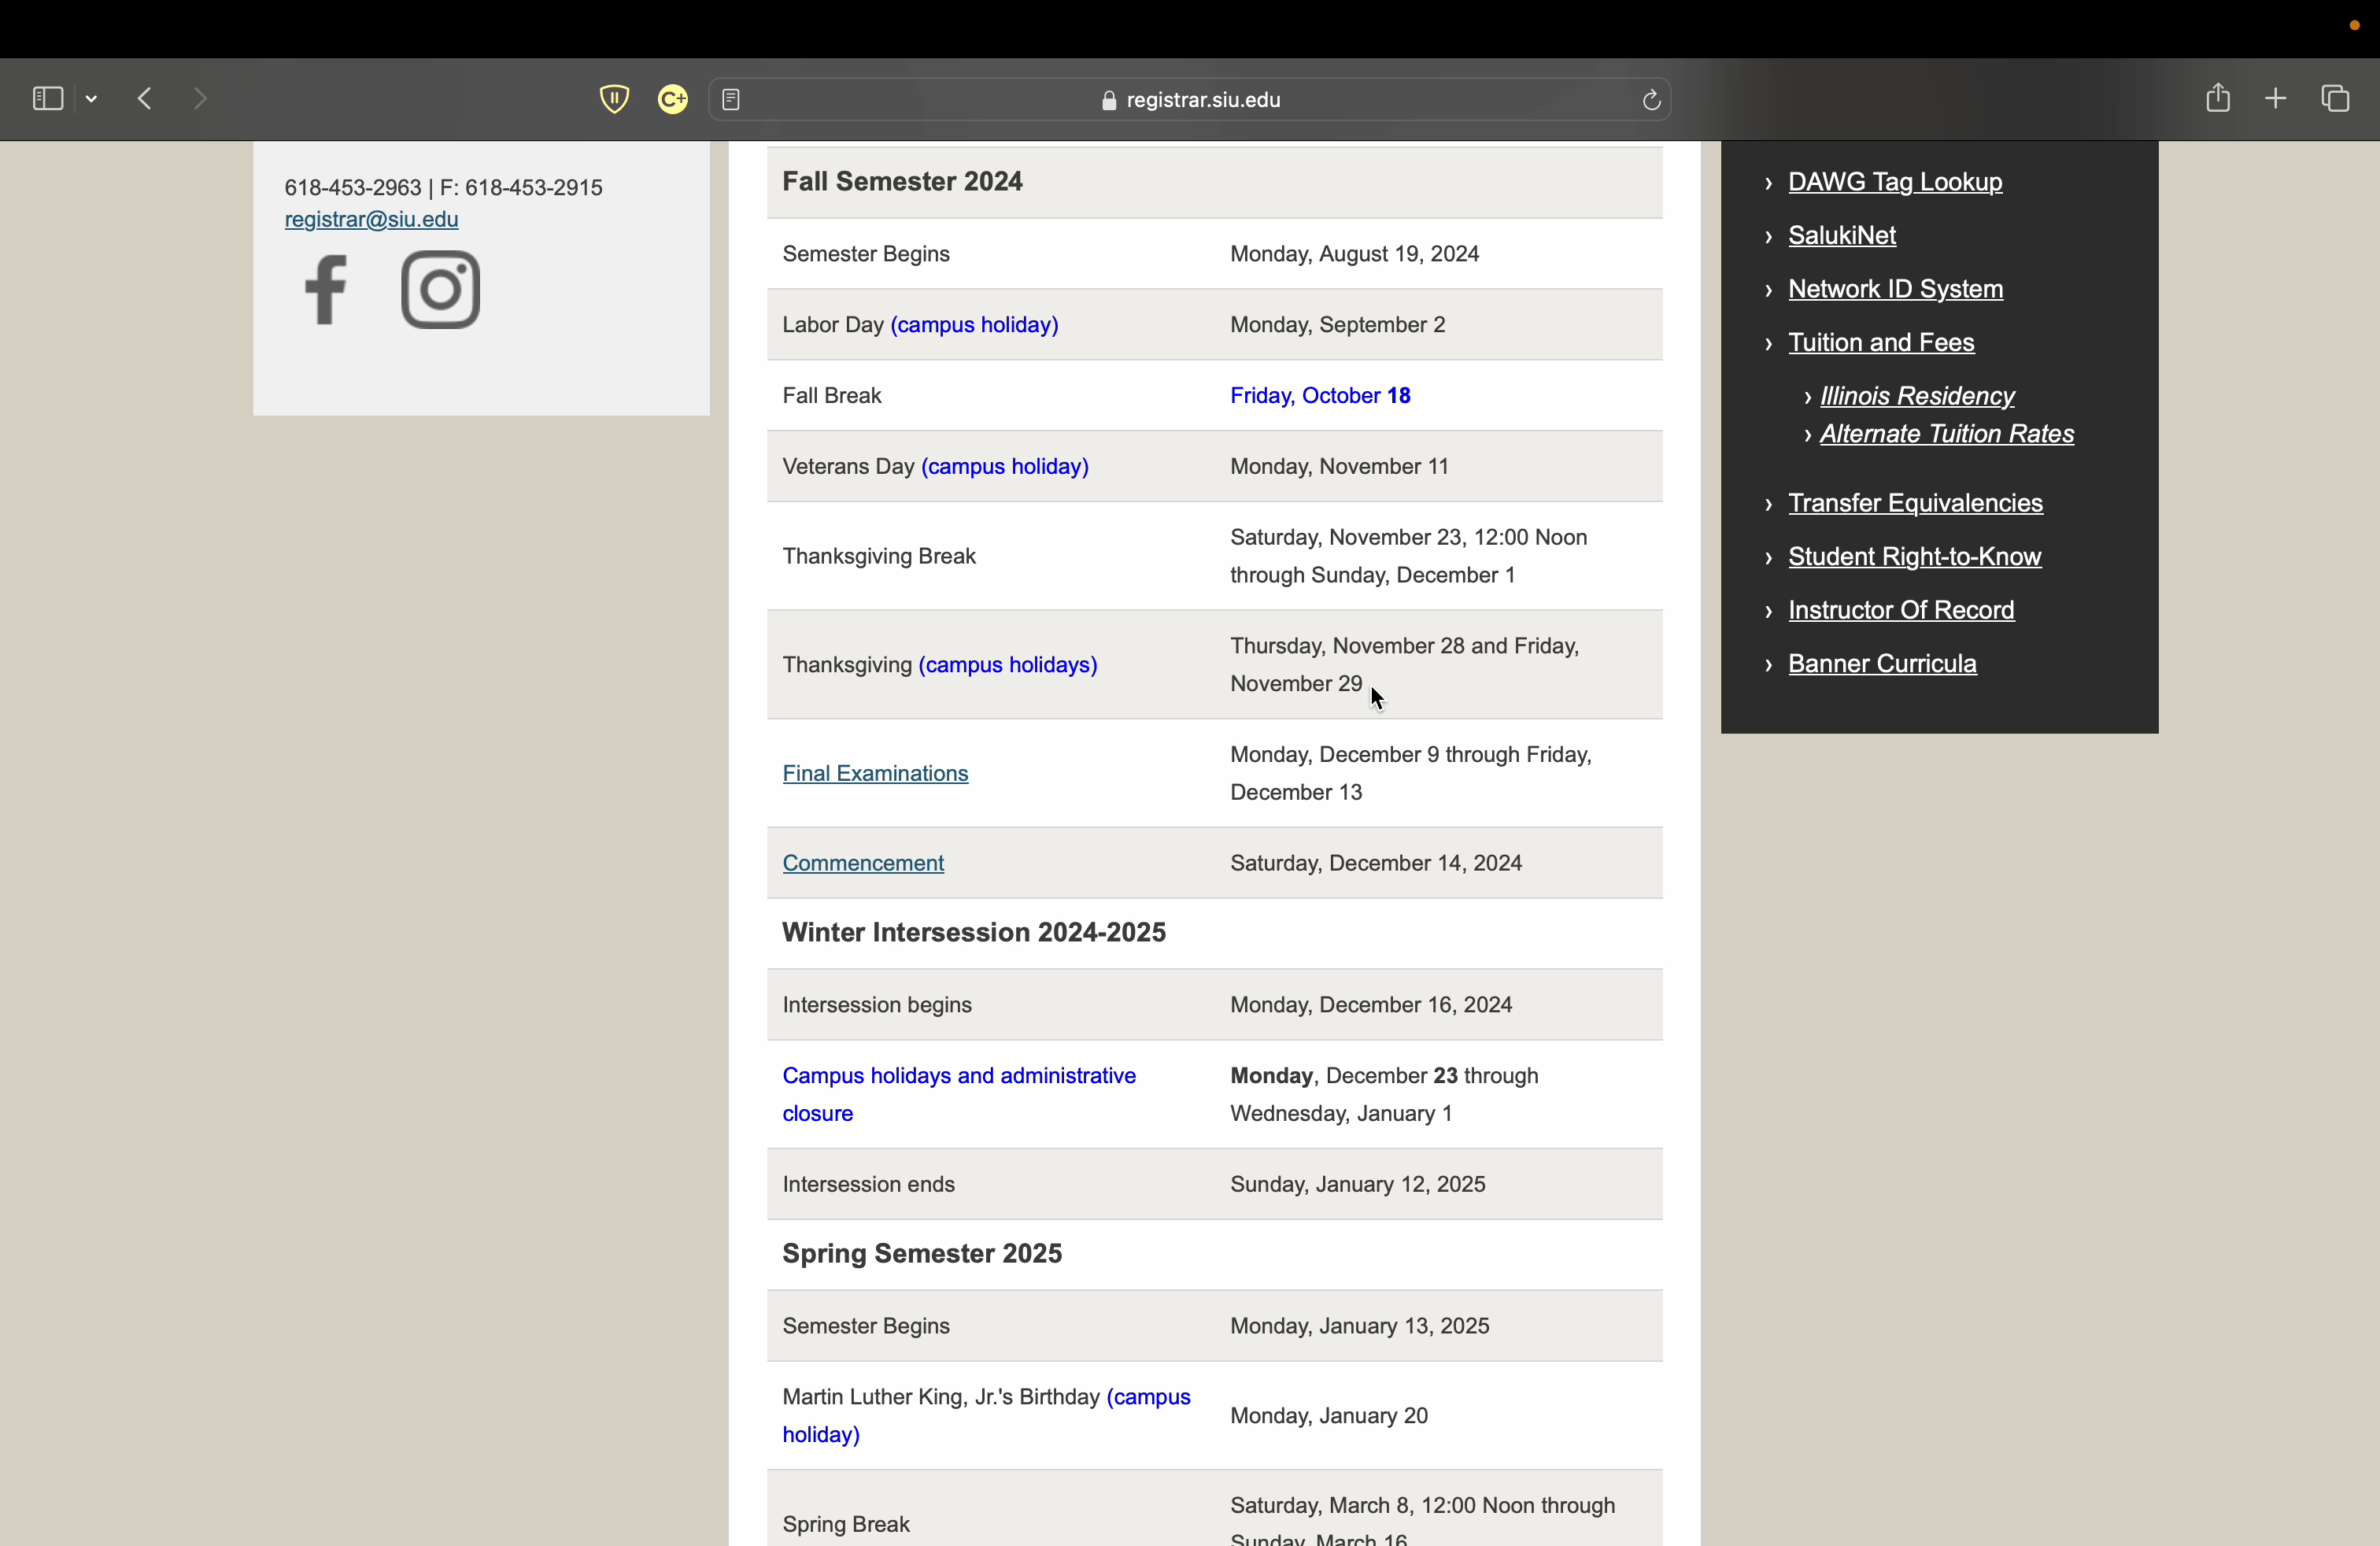 registrar.siu.edu
618-453-2963 | F: 618-453-2915
registrar@siu.edu
Fall Semester 2024
Semester Begins Monday, August 19, 2024
Labor Day (campus holiday) Monday, September 2
Fall Break Friday, October 18
Veterans Day (campus holiday) Monday, November 11
Thanksgiving Break Saturday, November 23, 12:00 Noon
through Sunday, December 1
Thanksgiving (campus holidays) Thursday, November 28 and Friday,
November 29
Final Examinations Monday, December 9 through Friday,
December 13
Commencement Saturday, December 14, 2024
Winter Intersession 2024-2025
Intersession begins Monday, December 16, 2024
Campus holidays and administrative
closure
Monday, December 23 through
Wednesday, January 1
Intersession ends Sunday, January 12, 2025
Spring Semester 2025
Semester Begins Monday, January 13, 2025
Martin Luther King, Jr.'s Birthday (campus
holiday)
Monday, January 20
Spring Break Saturday, March 8, 12:00 Noon through
Sunday, March 16
› DAWG Tag Lookup
› SalukiNet
› Network ID System
› Tuition and Fees
› Illinois Residency
› Alternate Tuition Rates
› Transfer Equivalencies
› Student Right-to-Know
› Instructor Of Record
› Banner Curricula